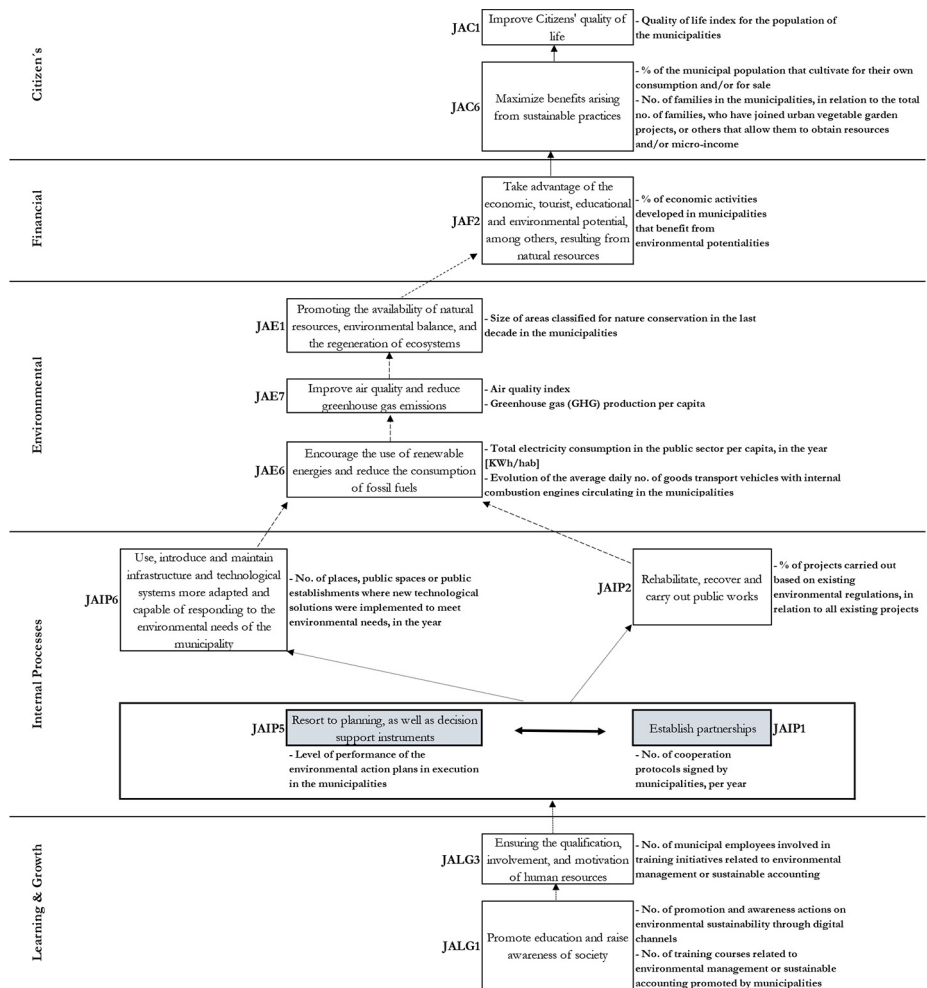 Citizen´s
JAC1
Improve Citizens' quality of
life
- Quality of life index for the population of
the municipalities
JAC6
Maximize benefits arising
from sustainable practices
- % of the municipal population that cultivate for their own
consumption and/or for sale
- No. of families in the municipalities, in relation to the total
no. of families, who have joined urban vegetable garden
projects, or others that allow them to obtain resources
and/or micro-income
Financial
JAF2
Take advantage of the
economic, tourist, educational
and environmental potential,
among others, resulting from
natural resources
- % of economic activities
developed in municipalities
that benefit from
environmental potentialities
Environnmental
JAE1
Promoting the availability of natural
resources, environmental balance, and
the regeneration of ecosystems
- Size of areas classified for nature conservation in the last
decade in the municipalities
JAE7
Improve air quality and reduce
greenhouse gas emissions
- Air quality index
- Greenhouse gas (GHG) production per capita
JAE6
Encourage the use of renewable
energies and reduce the consumption
of fossil fuels
- Total electricity consumption in the public sector per capita, in the year
[KWh/hab]
- Evolution of the average daily no. of goods transport vehicles with internal
combustion engines circulating in the municipalities
Internal Processes
JAIP6
Use, introduce and maintain
infrastructure and technological
systems more adapted and
capable of responding to the
environmental needs of the
municipality
- No. of places, public spaces or public
establishments where new technological
solutions were implemented to meet
environmental needs, in the year
JAIP2
Rehabilitate, recover and
carry out public works
- % of projects carried out
based on existing
environmental regulations, in
relation to all existing projects
JAIP5
Resort to planning, as well as decision
support instruments
- Level of performance of the
environmental action plans in execution
in the municipalities
Establish partnerships
JAIP1
- No. of cooperation
protocols signed by
municipalities, per year
Learning & Growth
JALG3
Ensuring the qualification,
involvement, and motivation
of human resources
- No. of municipal employees involved in
training initiatives related to environmental
management or sustainable accounting
JALG1
Promote education and raise
awareness of society
- No. of promotion and awareness actions on
environmental sustainability through digital
channels
- No. of training courses related to
environmental management or sustainable
accounting promoted by municipalities